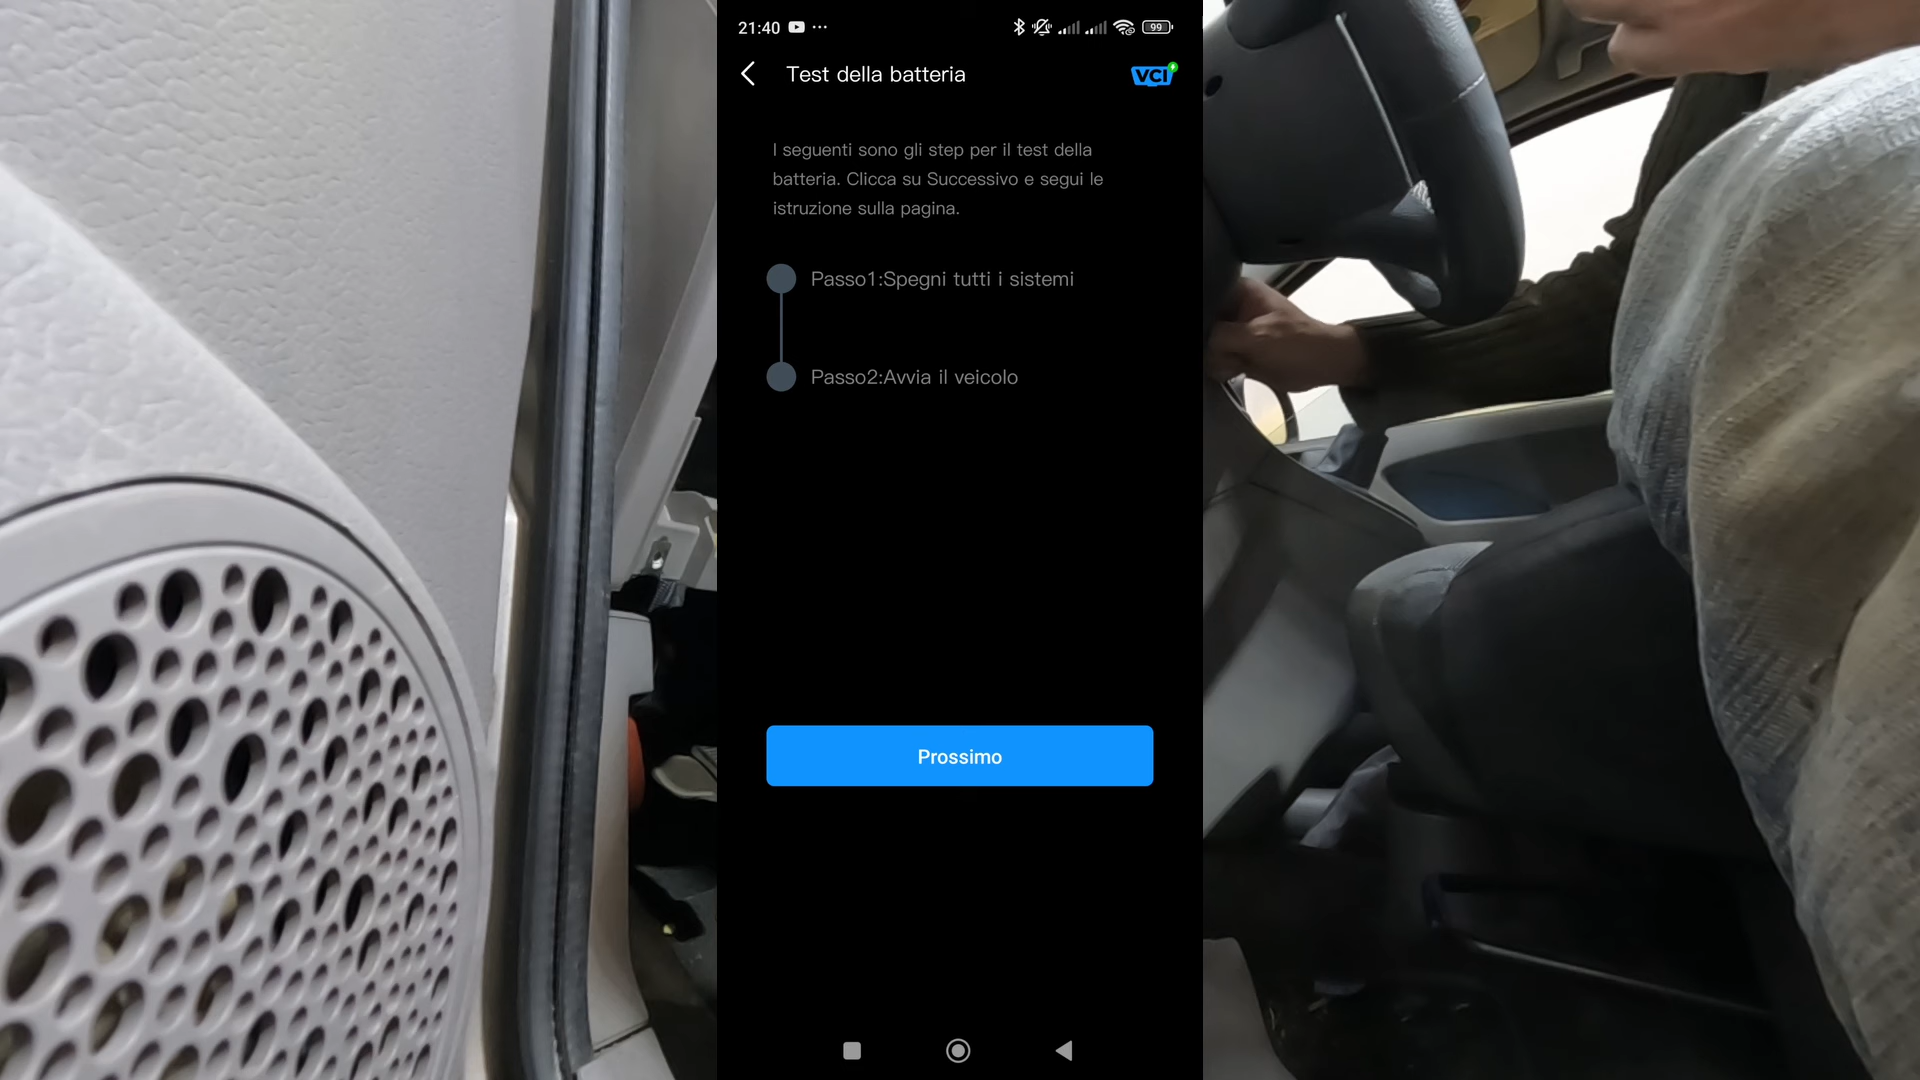 21:40
99
Test della batteria
VCI
I seguenti sono gli step per il test della
batteria. Clicca su Successivo e segui le
istruzione sulla pagina.
Passo1:Spegni tutti i sistemi
Passo2:Avvia il veicolo
Prossimo